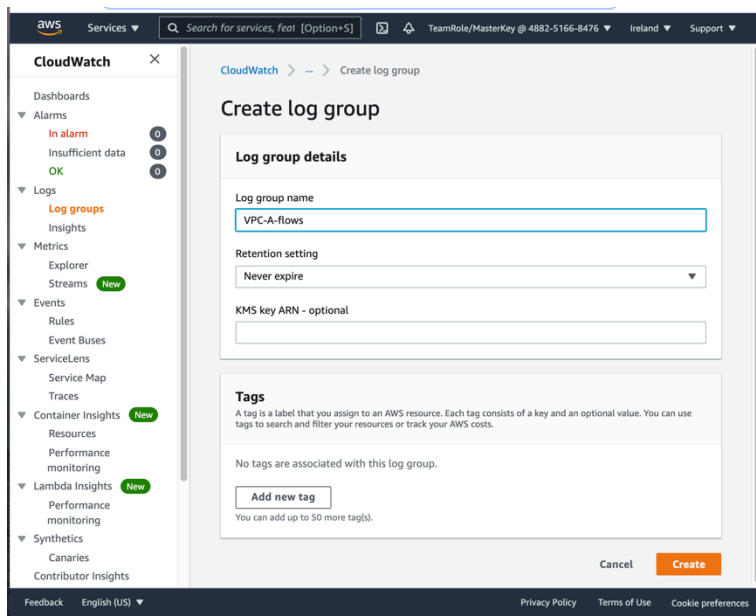 aws Services ▼ Search for services, feat [Option+S] TeamRole/MasterKey @ 4882-5166-8476 ▼ Ireland ▼ Support ▼
CloudWatch ×
Dashboards
▼ Alarms
In alarm 0
Insufficient data 0
OK 0
▼ Logs
Log groups
Insights
▼ Metrics
Explorer
Streams New
▼ Events
Rules
Event Buses
▼ ServiceLens
Service Map
Traces
▼ Container Insights New
Resources
Performance
monitoring
▼ Lambda Insights New
Performance
monitoring
▼ Synthetics
Canaries
Contributor Insights
CloudWatch > ... > Create log group
Create log group
Log group details
Log group name
VPC-A-flows
Retention setting
Never expire ▼
KMS key ARN - optional
Tags
A tag is a label that you assign to an AWS resource. Each tag consists of a key and an optional value. You can use
tags to search and filter your resources or track your AWS costs.
No tags are associated with this log group.
Add new tag
You can add up to 50 more tag(s).
Cancel Create
Feedback English (US) ▼ Privacy Policy Terms of Use Cookie preferences